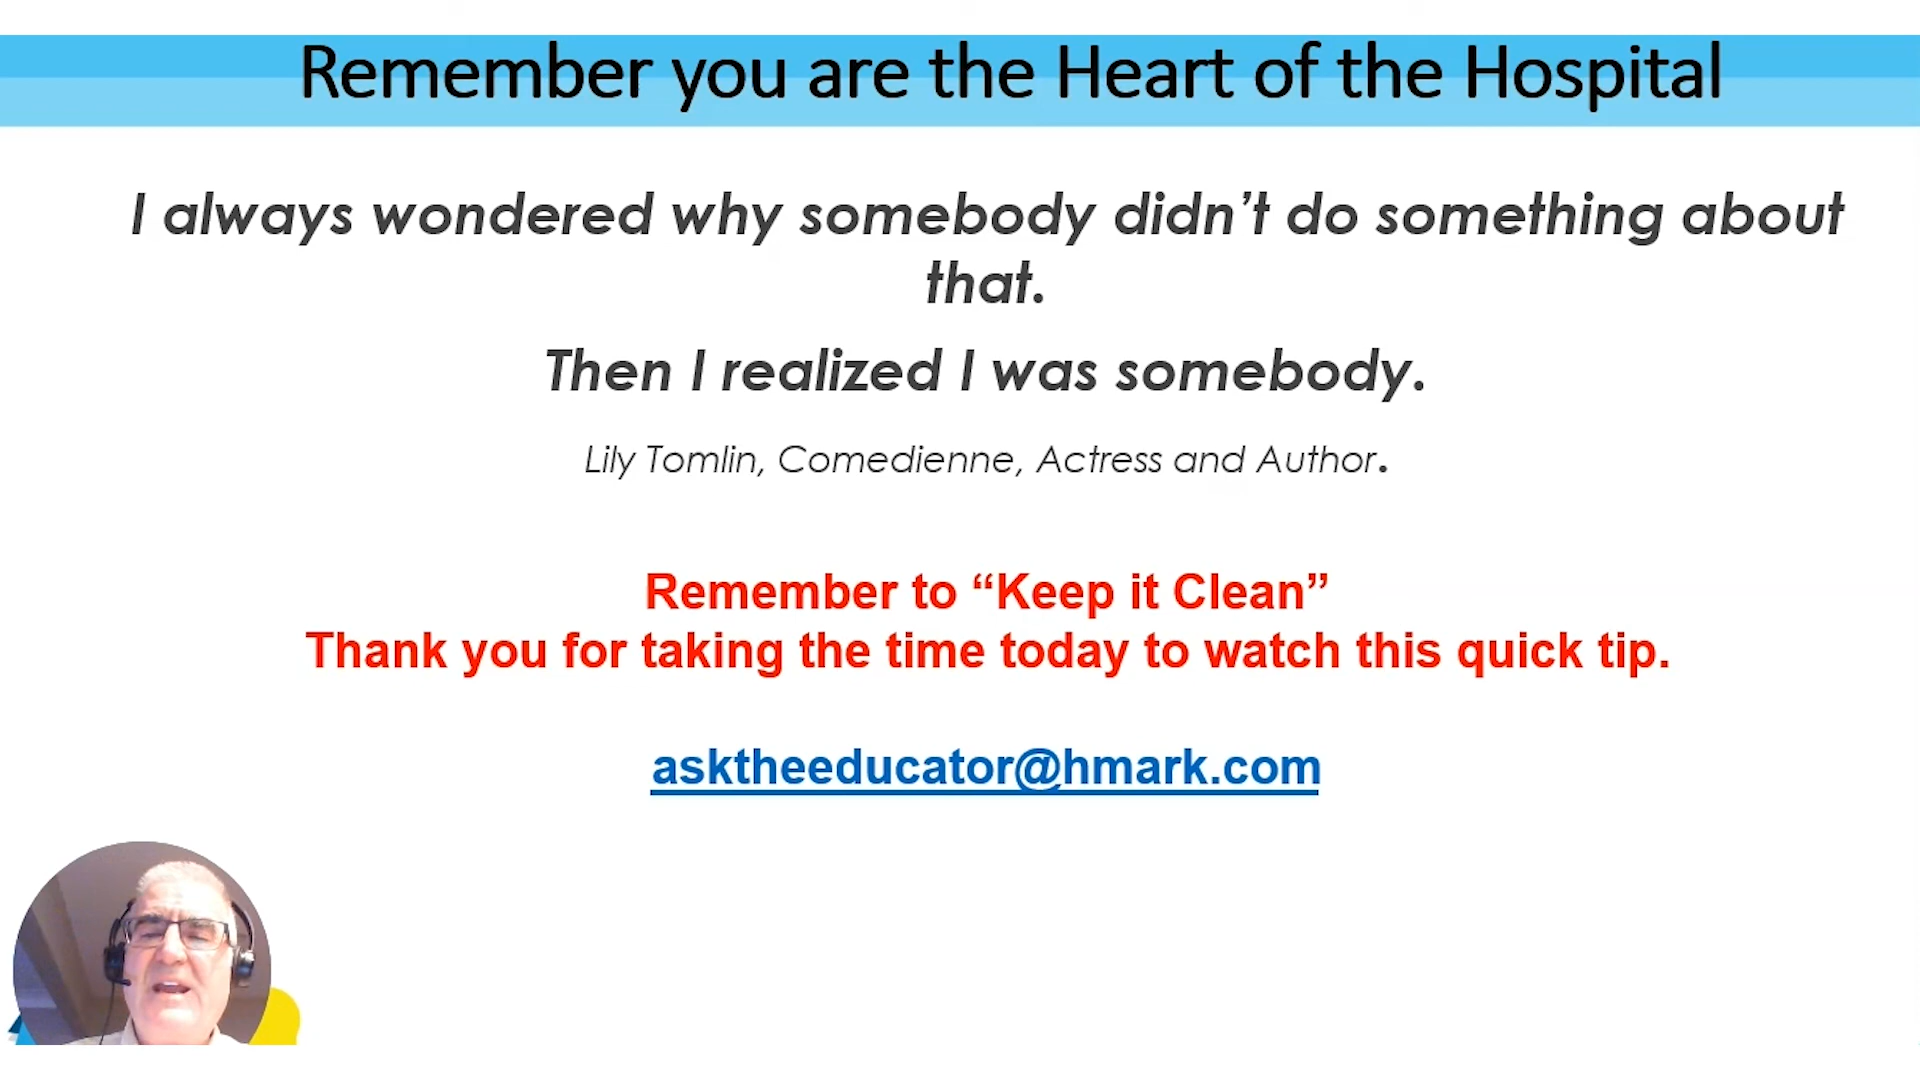 Remember you are the Heart of the Hospital
I always wondered why somebody didn’t do something about
that.
Then I realized I was somebody.
Lily Tomlin, Comedienne, Actress and Author.
Remember to “Keep it Clean”
Thank you for taking the time today to watch this quick tip.
asktheeducator@hmark.com